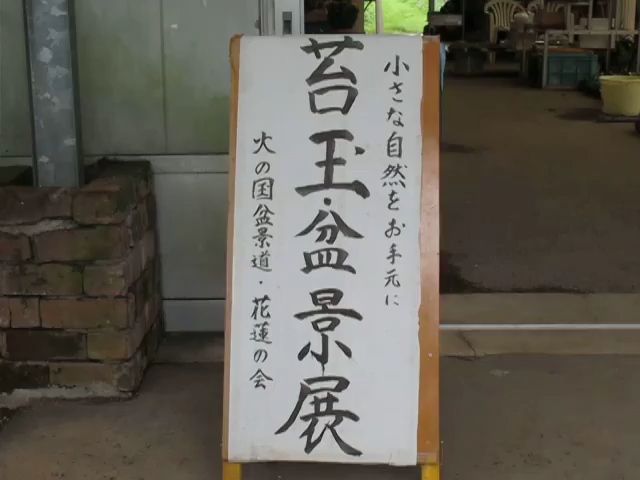 小さな自然をお手元に
苔玉・盆景展
火の国盆景道・花蓮の会